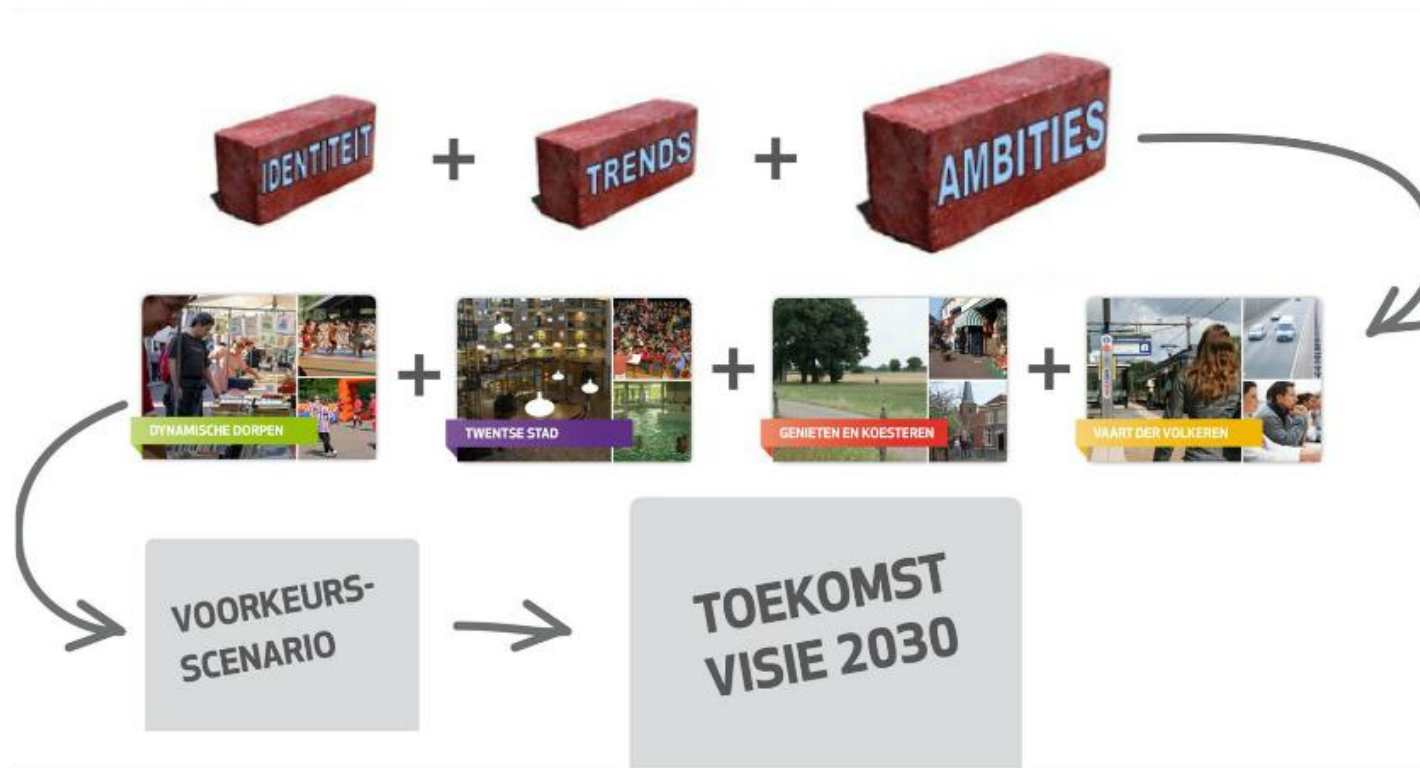 IDENTITEIT
+
TRENDS
+
AMBITIES
DYNAMISCHE DORPEN
+
TWENTSE STAD
+
GENIETEN EN KOESTEREN
+
VAART DER VOLKEREN
VOORKEURS-
SCENARIO
TOEKOMST
VISIE 2030